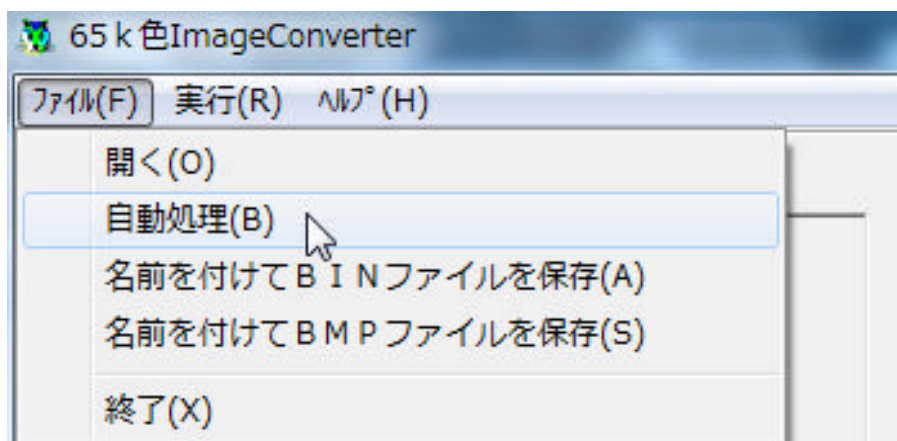 65ｋ色ImageConverter
ﾌｧｲﾙ(F) 実行(R) ﾍﾙﾌﾟ(H)
開く(O)
自動処理(B)
名前を付けてＢＩＮファイルを保存(A)
名前を付けてＢＭＰファイルを保存(S)
終了(X)